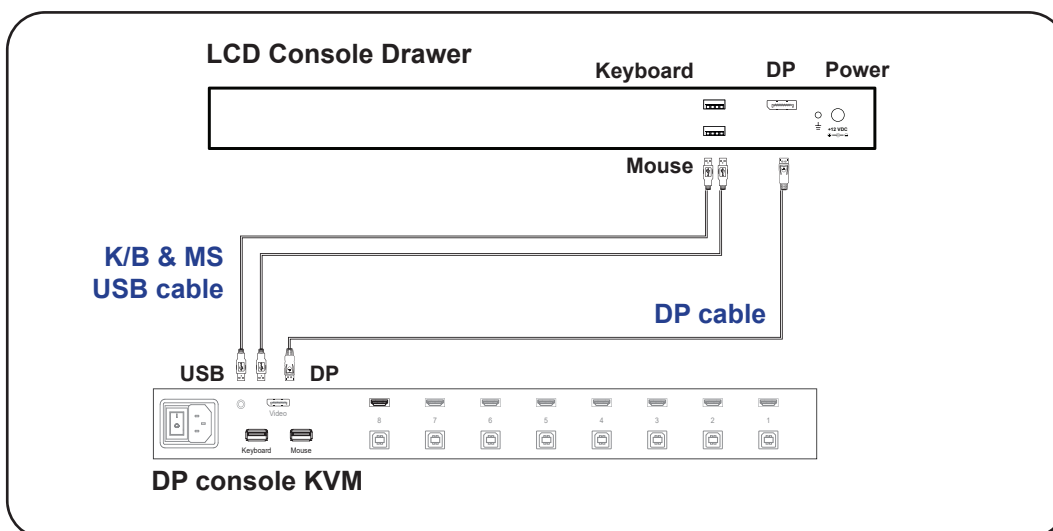 LCD Console Drawer
Keyboard DP Power
+12 VDC
Mouse
K/B & MS
USB cable
DP cable
USB DP
Video
8 7 6 5 4 3 2 1
Keyboard Mouse
DP console KVM